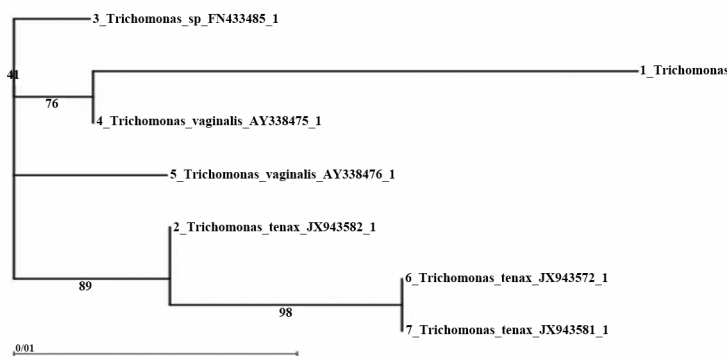 3_Trichomonas_sp_FN433485_1
41
1_Trichomonas
76
4_Trichomonas_vaginalis_AY338475_1
5_Trichomonas_vaginalis_AY338476_1
2_Trichomonas_tenax_JX943582_1
89
6_Trichomonas_tenax_JX943572_1
98
7_Trichomonas_tenax_JX943581_1
0/01